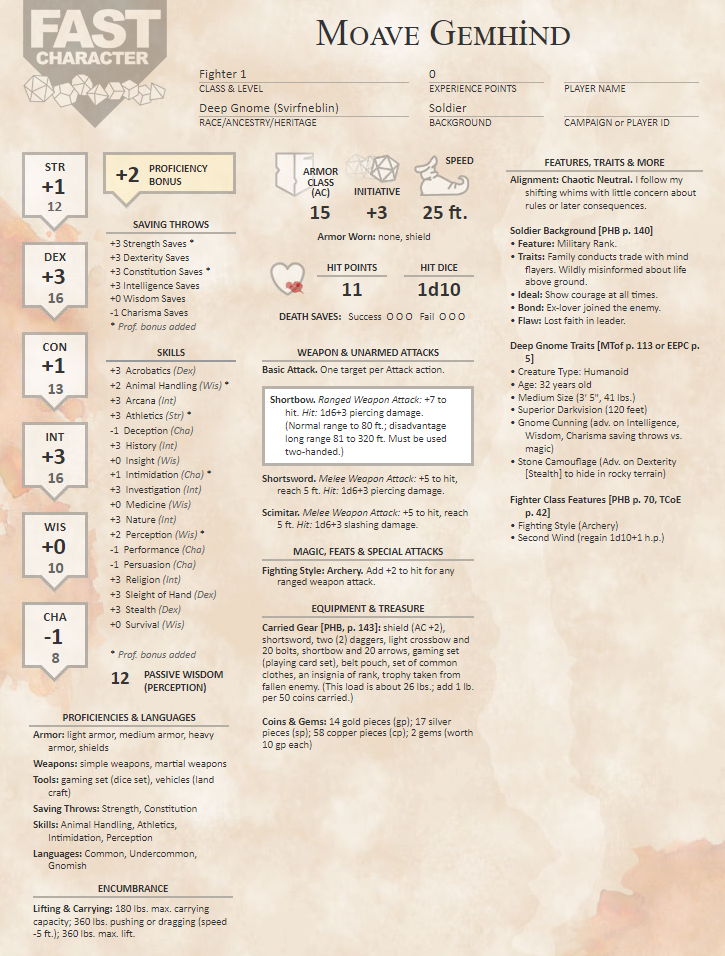 FAST
CHARACTER
Moave Gemhind
Fighter 1
CLASS & LEVEL
0
EXPERIENCE POINTS
PLAYER NAME
Deep Gnome (Svirfneblin)
RACE/ANCESTRY/HERITAGE
Soldier
BACKGROUND
CAMPAIGN or PLAYER ID
STR
+1
12
DEX
+3
16
CON
+1
13
INT
+3
16
WIS
+0
10
CHA
-1
8
+2 PROFICIENCY
BONUS
SAVING THROWS
+3 Strength Saves *
+3 Dexterity Saves
+3 Constitution Saves *
+3 Intelligence Saves
+0 Wisdom Saves
-1 Charisma Saves
* Prof. bonus added
SKILLS
+3 Acrobatics (Dex)
+2 Animal Handling (Wis) *
+3 Arcana (Int)
+3 Athletics (Str) *
-1 Deception (Cha)
+3 History (Int)
+0 Insight (Wis)
+1 Intimidation (Cha) *
+3 Investigation (Int)
+0 Medicine (Wis)
+3 Nature (Int)
+2 Perception (Wis) *
-1 Performance (Cha)
-1 Persuasion (Cha)
+3 Religion (Int)
+3 Sleight of Hand (Dex)
+3 Stealth (Dex)
+0 Survival (Wis)
* Prof. bonus added
12 PASSIVE WISDOM
(PERCEPTION)
PROFICIENCIES & LANGUAGES
Armor: light armor, medium armor, heavy
armor, shields
Weapons: simple weapons, martial weapons
Tools: gaming set (dice set), vehicles (land
craft)
Saving Throws: Strength, Constitution
Skills: Animal Handling, Athletics,
Intimidation, Perception
Languages: Common, Undercommon,
Gnomish
ENCUMBRANCE
Lifting & Carrying: 180 lbs. max. carrying
capacity; 360 lbs. pushing or dragging (speed
-5 ft.); 360 lbs. max. lift.
ARMOR
CLASS
(AC)
15
INITIATIVE
+3
SPEED
25 ft.
Armor Worn: none, shield
HIT POINTS
11
HIT DICE
1d10
DEATH SAVES: Success O O O Fail O O O
WEAPON & UNARMED ATTACKS
Basic Attack. One target per Attack action.
Shortbow. Ranged Weapon Attack: +7 to
hit. Hit: 1d6+3 piercing damage.
(Normal range to 80 ft.; disadvantage
long range 81 to 320 ft. Must be used
two-handed.)
Shortsword. Melee Weapon Attack: +5 to hit,
reach 5 ft. Hit: 1d6+3 piercing damage.
Scimitar. Melee Weapon Attack: +5 to hit, reach
5 ft. Hit: 1d6+3 slashing damage.
MAGIC, FEATS & SPECIAL ATTACKS
Fighting Style: Archery. Add +2 to hit for any
ranged weapon attack.
EQUIPMENT & TREASURE
Carried Gear [PHB, p. 143]: shield (AC +2),
shortsword, two (2) daggers, light crossbow and
20 bolts, shortbow and 20 arrows, gaming set
(playing card set), belt pouch, set of common
clothes, an insignia of rank, trophy taken from
fallen enemy. (This load is about 26 lbs.; add 1 lb.
per 50 coins carried.)
Coins & Gems: 14 gold pieces (gp); 17 silver
pieces (sp); 58 copper pieces (cp); 2 gems (worth
10 gp each)
FEATURES, TRAITS & MORE
Alignment: Chaotic Neutral. I follow my
shifting whims with little concern about
rules or later consequences.
Soldier Background [PHB p. 140]
• Feature: Military Rank.
• Traits: Family conducts trade with mind
flayers. Wildly misinformed about life
above ground.
• Ideal: Show courage at all times.
• Bond: Ex-lover joined the enemy.
• Flaw: Lost faith in leader.
Deep Gnome Traits [MTof p. 113 or EEPC p.
5]
• Creature Type: Humanoid
• Age: 32 years old
• Medium Size (3' 5", 41 lbs.)
• Superior Darkvision (120 feet)
• Gnome Cunning (adv. on Intelligence,
Wisdom, Charisma saving throws vs.
magic)
• Stone Camouflage (Adv. on Dexterity
[Stealth] to hide in rocky terrain)
Fighter Class Features [PHB p. 70, TCoE
p. 42]
• Fighting Style (Archery)
• Second Wind (regain 1d10+1 h.p.)